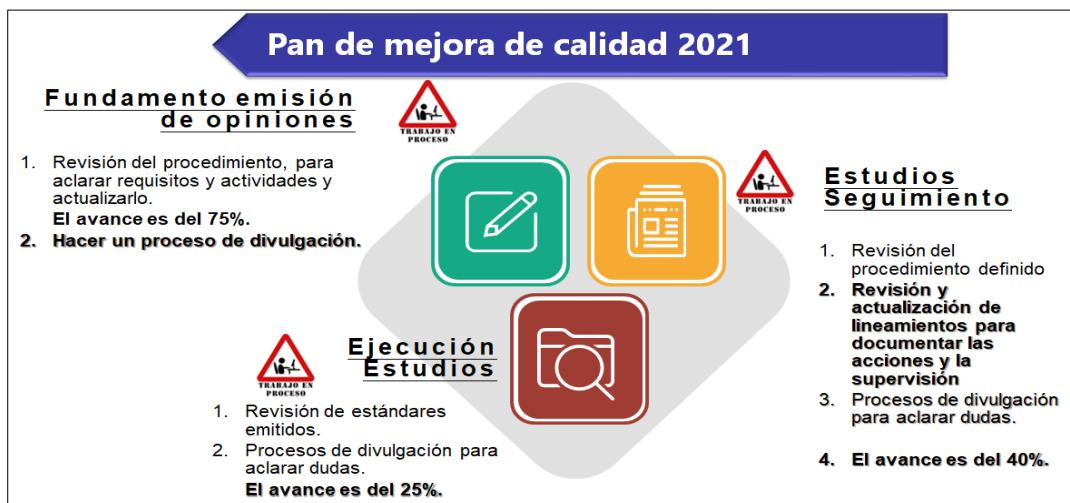 Pan de mejora de calidad 2021
Fundamento emisión
de opiniones
TRABAJO EN
PROCESO
1. Revisión del procedimiento, para
aclarar requisitos y actividades y
actualizarlo.
El avance es del 75%.
2. Hacer un proceso de divulgación.
TRABAJO EN
PROCESO
Estudios
Seguimiento
1. Revisión del
procedimiento definido
2. Revisión y
actualización de
lineamientos para
documentar las
acciones y la
supervisión
3. Procesos de divulgación
para aclarar dudas.
4. El avance es del 40%.
TRABAJO EN
PROCESO
Ejecución
Estudios
1. Revisión de estándares
emitidos.
2. Procesos de divulgación para
aclarar dudas.
El avance es del 25%.